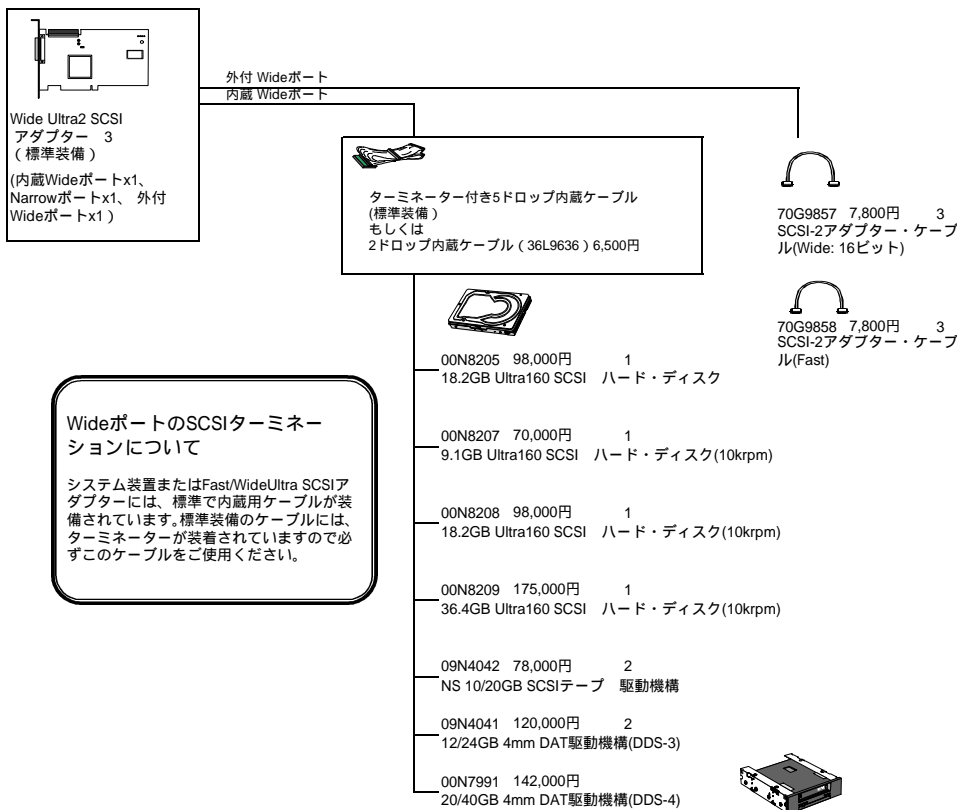 Wide Ultra2 SCSI
アダプター 3
(標準装備)
(内蔵Wideポートx1、
Narrowポートx1、 外付
Wideポートx1)
外付 Wideポート
内蔵 Wideポート
ターミネーター付き5ドロップ内蔵ケーブル
(標準装備)
もしくは
2ドロップ内蔵ケーブル(36L9636)6,500円
70G9857 7,800円 3
SCSI-2アダプター・ケーブ
ル(Wide: 16ビット)
70G9858 7,800円 3
SCSI-2アダプター・ケーブ
ル(Fast)
00N8205 98,000円 1
18.2GB Ultra160 SCSI ハード・ディスク
00N8207 70,000円 1
9.1GB Ultra160 SCSI ハード・ディスク(10krpm)
00N8208 98,000円 1
18.2GB Ultra160 SCSI ハード・ディスク(10krpm)
00N8209 175,000円 1
36.4GB Ultra160 SCSI ハード・ディスク(10krpm)
09N4042 78,000円 2
NS 10/20GB SCSIテープ 駆動機構
09N4041 120,000円 2
12/24GB 4mm DAT駆動機構(DDS-3)
00N7991 142,000円
20/40GB 4mm DAT駆動機構(DDS-4)
WideポートのSCSIターミネー
ションについて
システム装置またはFast/WideUltra SCSIア
ダプターには、標準で内蔵用ケーブルが装
備されています。標準装備のケーブルには、
ターミネーターが装着されていますので必
ずこのケーブルをご使用ください。